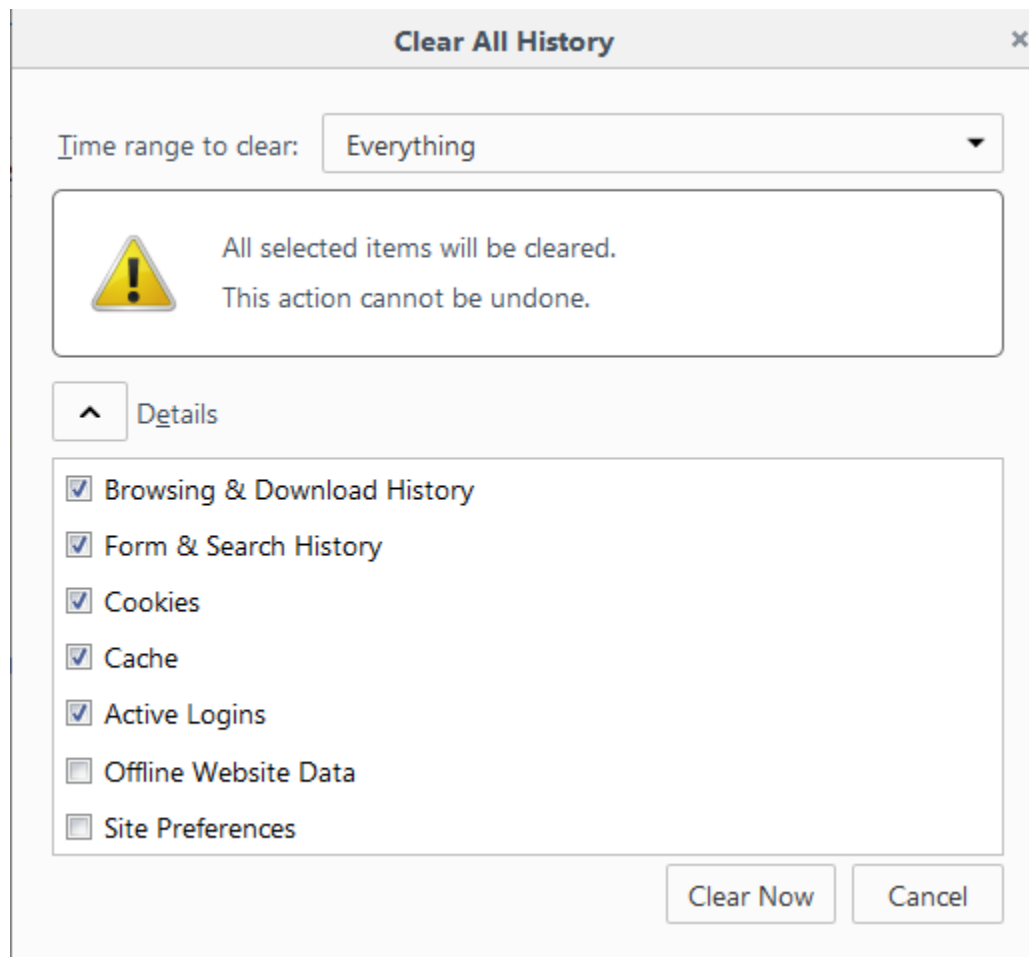 Clear All History
Time range to clear: Everything
All selected items will be cleared.
This action cannot be undone.
Details
Browsing & Download History
Form & Search History
Cookies
Cache
Active Logins
Offline Website Data
Site Preferences
Clear Now Cancel